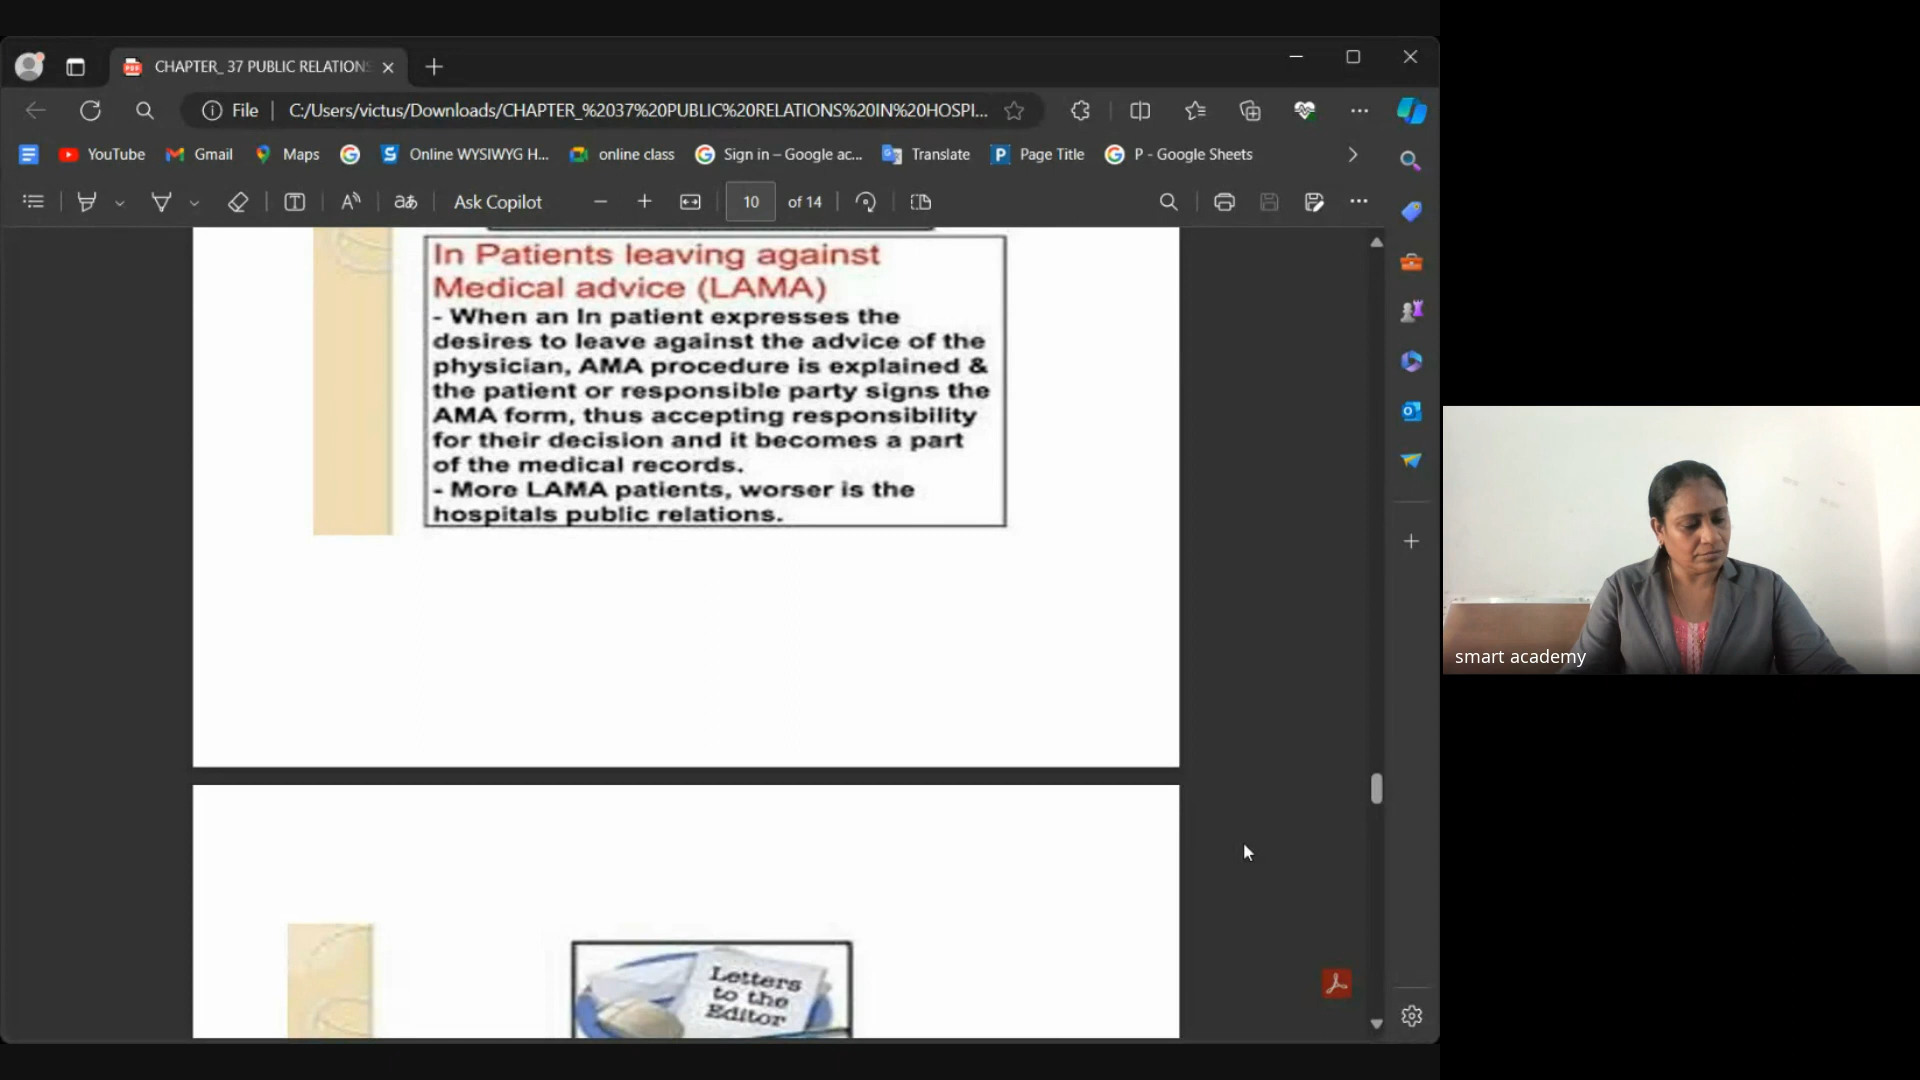 CHAPTER_ 37 PUBLIC RELATIONS
File
C:/Users/victus/Downloads/CHAPTER_%2037%20PUBLIC%20RELATIONS%20IN%20HOSPI...
YouTube
Gmail
Maps
Online WYSIWYG H...
online class
Sign in – Google ac...
Translate
Page Title
P - Google Sheets
Ask Copilot
10
of 14
In Patients leaving against
Medical advice (LAMA)
- When an In patient expresses the
desires to leave against the advice of the
physician, AMA procedure is explained &
the patient or responsible party signs the
AMA form, thus accepting responsibility
for their decision and it becomes a part
of the medical records.
- More LAMA patients, worser is the
hospitals public relations.
Letters
to the
Editor
smart academy